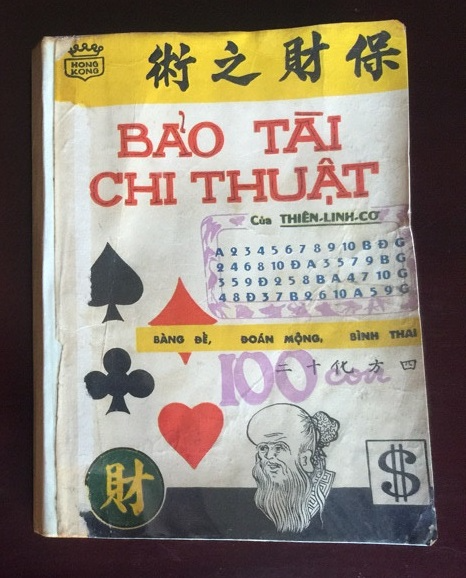 HONG
KONG
術之財保
BẢO TÀI
CHI THUẬT
Của THIÊN-LINH-CƠ
A 2 3 4 5 6 7 8 9 10 B Đ G
2 4 6 8 10 Đ A 3 5 7 9 B G
3 5 9 Đ 2 5 8 B A 4 7 10 G
4 8 Đ 3 7 B 2 6 10 A 5 9 G
BÀNG ĐỀ, ĐOÁN MỘNG, BÌNH THAI
100 con
二十化方四
財
$